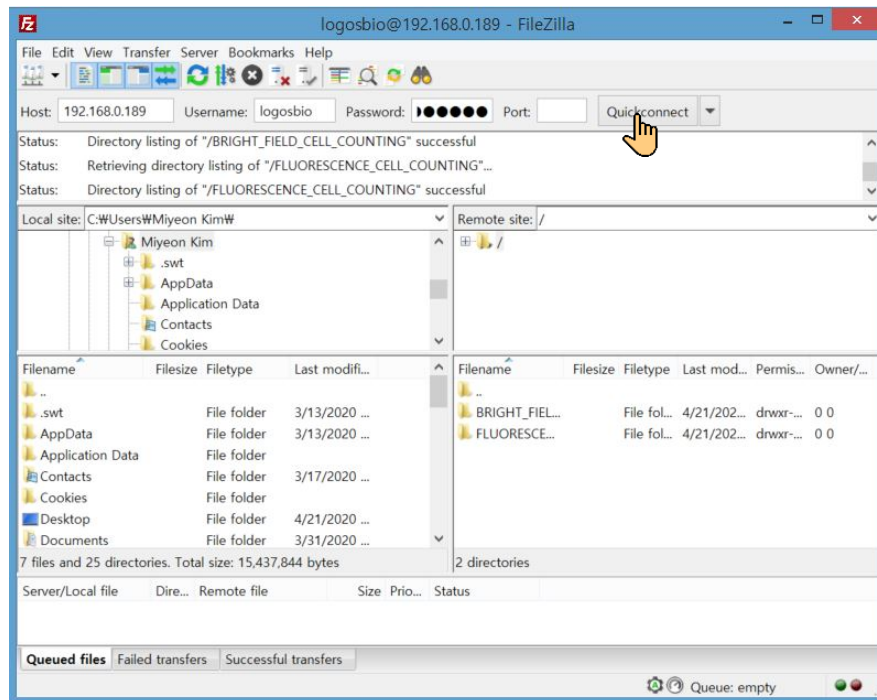 Fz
logosbio@192.168.0.189 - FileZilla
File Edit View Transfer Server Bookmarks Help
Host: 192.168.0.189 Username: logosbio Password: ●●●●●● Port: Quickconnect
Status: Directory listing of "/BRIGHT_FIELD_CELL_COUNTING" successful
Status: Retrieving directory listing of "/FLUORESCENCE_CELL_COUNTING"...
Status: Directory listing of "/FLUORESCENCE_CELL_COUNTING" successful
Local site: C:₩Users₩Miyeon Kim₩
Miyeon Kim
.swt
AppData
Application Data
Contacts
Cookies
Remote site: /
/
Filename Filesize Filetype Last modifi...
..
.swt File folder 3/13/2020 ...
AppData File folder 3/13/2020 ...
Application Data File folder
Contacts File folder 3/17/2020 ...
Cookies File folder
Desktop File folder 4/21/2020 ...
Documents File folder 3/31/2020 ...
7 files and 25 directories. Total size: 15,437,844 bytes
Filename Filesize Filetype Last mod... Permis... Owner/...
..
BRIGHT_FIEL... File fol... 4/21/202... drwxr-... 0 0
FLUORESCE... File fol... 4/21/202... drwxr-... 0 0
2 directories
Server/Local file Dire... Remote file Size Prio... Status
Queued files Failed transfers Successful transfers
Queue: empty